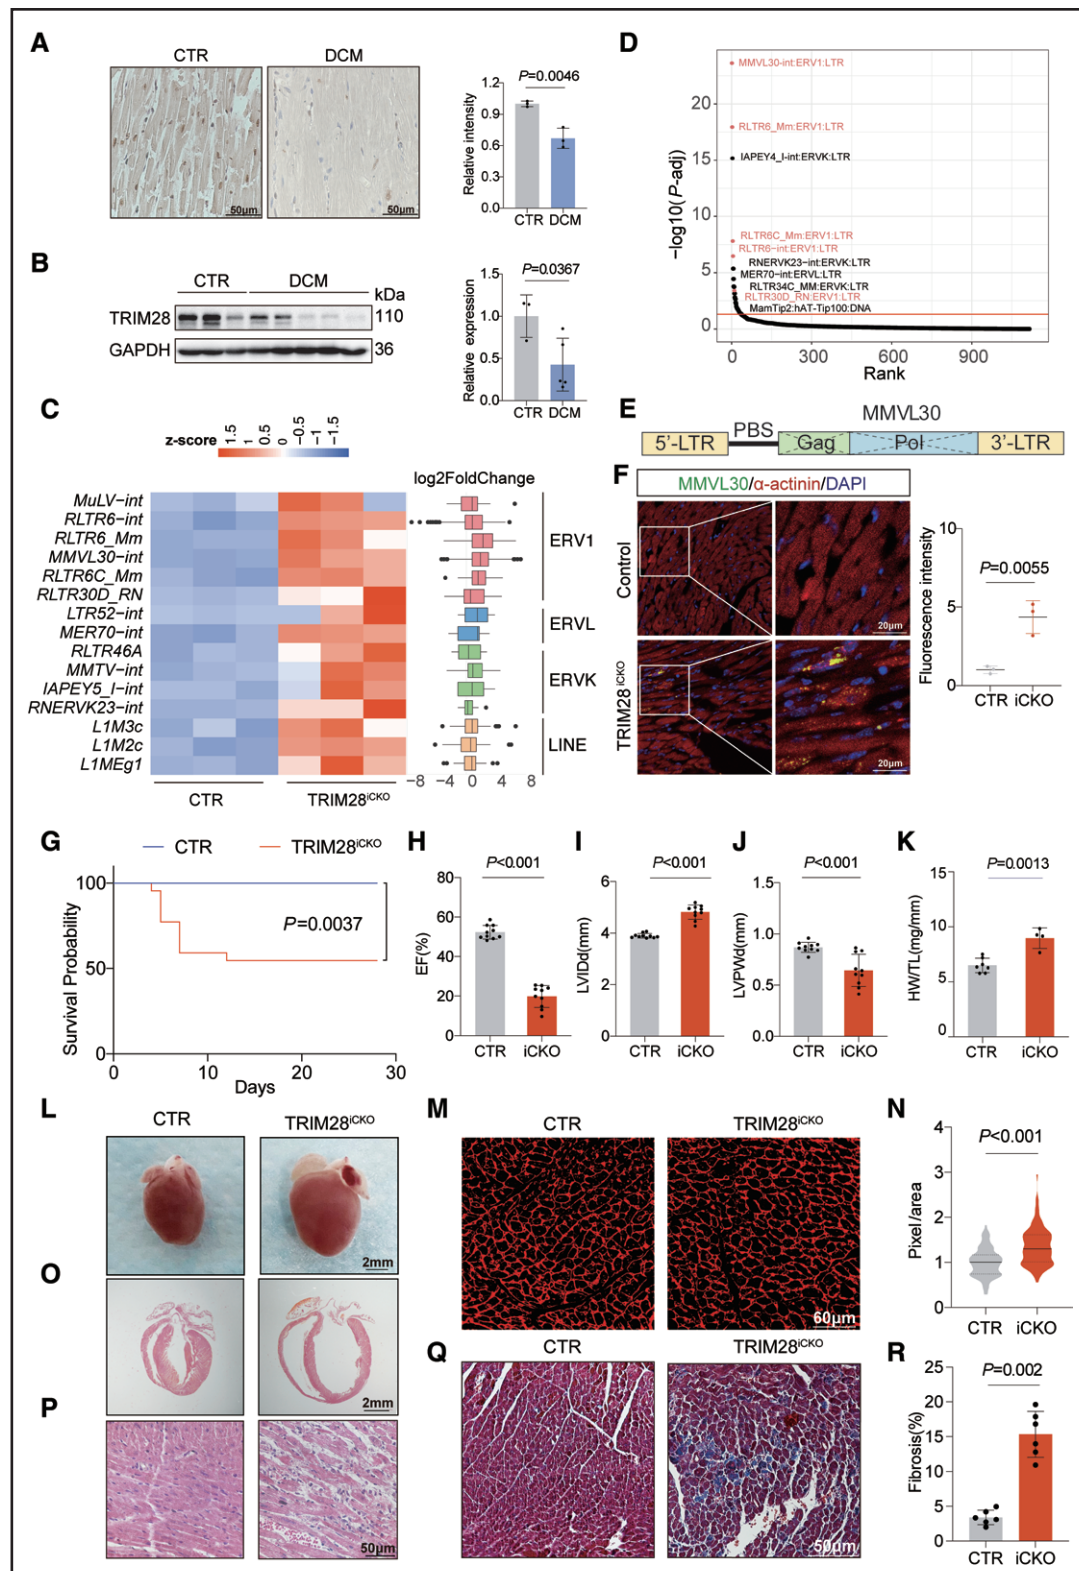 A
CTR
DCM
50μm
50μm
P=0.0046
Relative intensity
1.2
0.9
0.6
0.3
0.0
CTR DCM
B
CTR
DCM
kDa
TRIM28
110
GAPDH
36
P=0.0367
Relative expression
1.5
1.0
0.5
0.0
CTR DCM
C
z-score
1.5
1
0.5
0
−0.5
−1
−1.5
log2FoldChange
MuLV−int
RLTR6−int
RLTR6_Mm
MMVL30−int
RLTR6C_Mm
RLTR30D_RN
LTR52−int
MER70−int
RLTR46A
MMTV−int
IAPEY5_I−int
RNERVK23−int
L1M3c
L1M2c
L1MEg1
ERV1
ERVL
ERVK
LINE
−8 −4 0 4 8
CTR
TRIM28iCKO
D
−log10(P-adj)
20
15
10
5
0
MMVL30-int:ERV1:LTR
RLTR6_Mm:ERV1:LTR
IAPEY4_I-int:ERVK:LTR
RLTR6C_Mm:ERV1:LTR
RLTR6-int:ERV1:LTR
RNERVK23-int:ERVK:LTR
MER70-int:ERVL:LTR
RLTR34C_MM:ERVK:LTR
RLTR30D_RN:ERV1:LTR
MamTip2:hAT-Tip100:DNA
0 300 600 900
Rank
E
MMVL30
5'-LTR PBS Gag Pol 3'-LTR
F
MMVL30/α-actinin/DAPI
Control
20μm
TRIM28iCKO
20μm
Fluorescence intensity
10
5
0
P=0.0055
CTR iCKO
G
CTR
TRIM28iCKO
Survival Probability
100
50
0
P=0.0037
0 10 20 30
Days
H
P<0.001
EF(%)
80
60
40
20
0
CTR iCKO
I
P<0.001
LVIDd(mm)
6
4
2
0
CTR iCKO
J
P<0.001
LVPWd(mm)
1.5
1.0
0.5
0.0
CTR iCKO
K
P=0.0013
HW/TL(mg/mm)
15
10
5
0
CTR iCKO
L
CTR
TRIM28iCKO
2mm
M
CTR
TRIM28iCKO
60μm
N
P<0.001
Pixel/area
4
3
2
1
0
CTR iCKO
O
2mm
P
50μm
Q
CTR
TRIM28iCKO
50μm
R
P=0.002
Fibrosis(%)
25
20
15
10
5
0
CTR iCKO